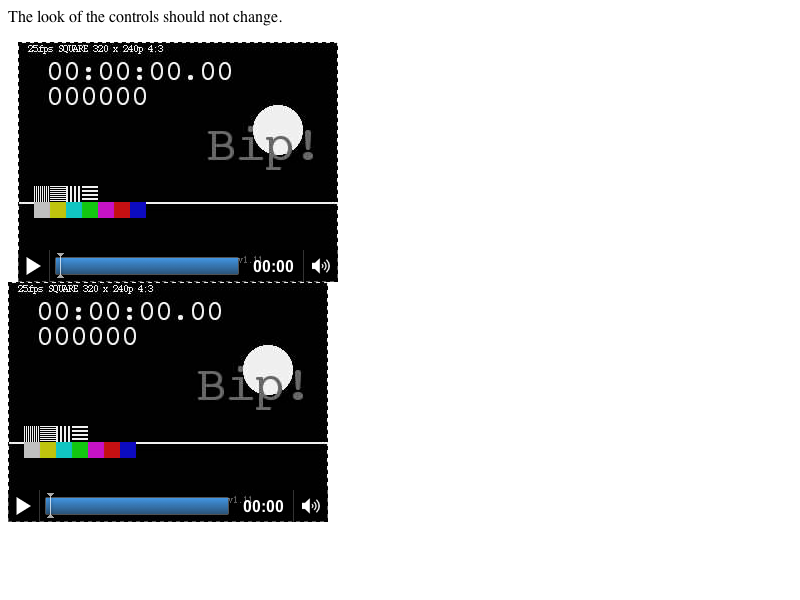 The look of the controls should not change.
25fps SQUARE 320 x 240p 4:3
00:00:00.00
000000
Bip!
v1.11
00:00
25fps SQUARE 320 x 240p 4:3
00:00:00.00
000000
Bip!
v1.11
00:00